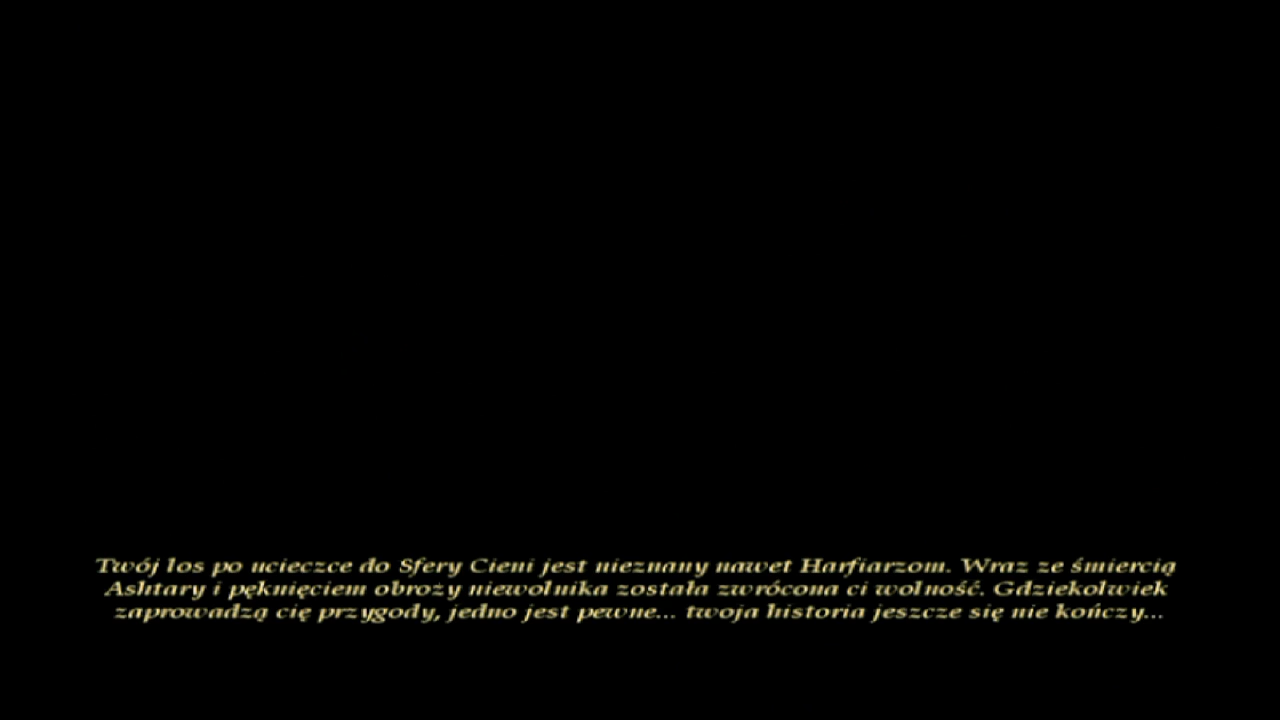 Twój los po ucieczce do Sfery Cieni jest nieznany nawet Harfiarzom. Wraz ze śmiercią
Ashtary i pęknięciem obroży niewolnika została zwrócona ci wolność. Gdziekolwiek
zaprowadzą cię przygody, jedno jest pewne... twoja historia jeszcze się nie kończy...